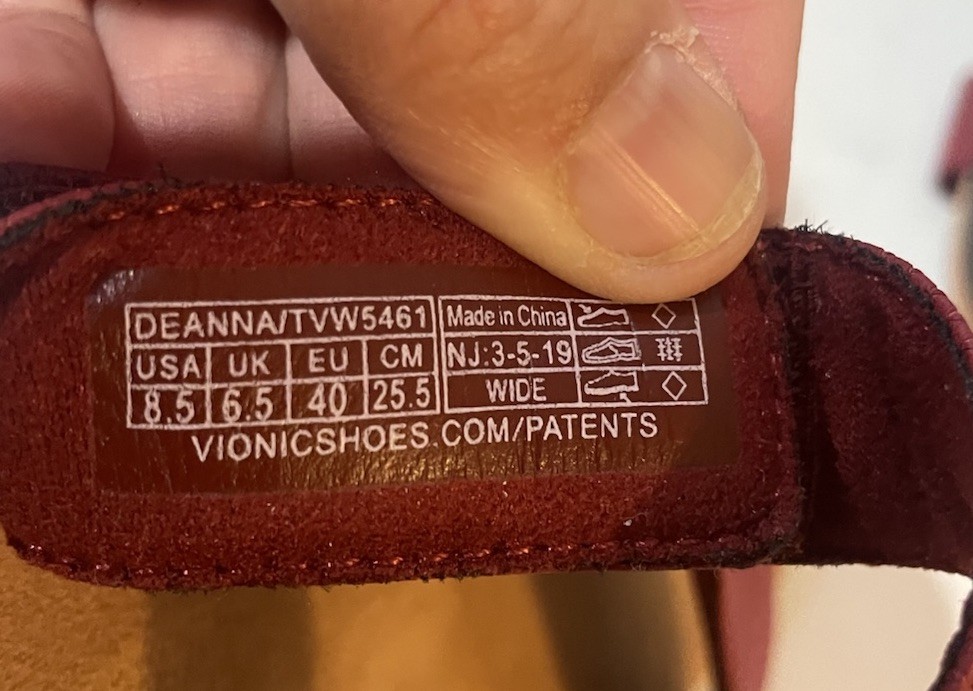 DEANNA/TVW5461
USA UK EU CM
8.5 6.5 40 25.5
Made in China
NJ:3-5-19
WIDE
VIONICSHOES.COM/PATENTS